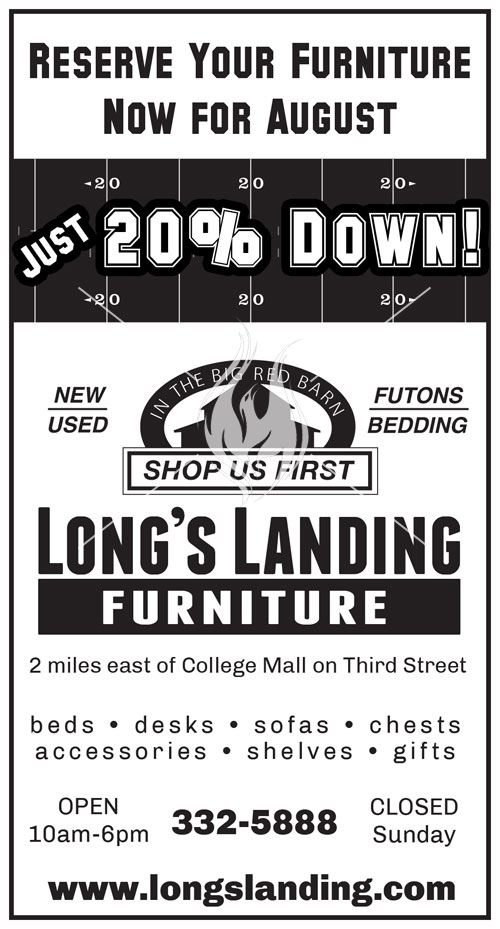 Reserve Your Furniture
Now for August
20 20 20
Just 20% Down!
20 20 20
IN THE BIG RED BARN
NEW
USED
FUTONS
BEDDING
SHOP US FIRST
Long's Landing
FURNITURE
2 miles east of College Mall on Third Street
beds • desks • sofas • chests
accessories • shelves • gifts
OPEN
10am-6pm
332-5888
CLOSED
Sunday
www.longslanding.com